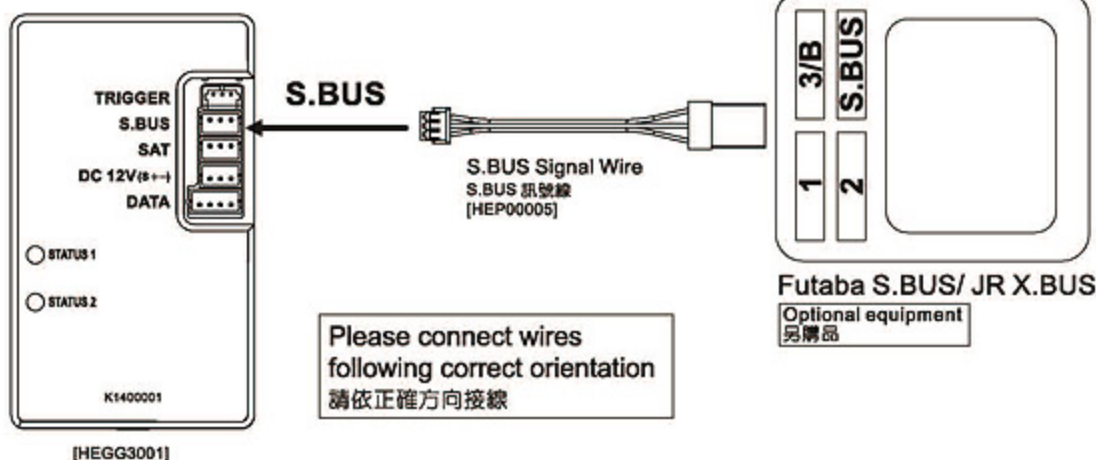 TRIGGER
S.BUS
SAT
DC 12V(s+-)
DATA
STATUS 1
STATUS 2
K1400001
[HEGG3001]
S.BUS
S.BUS Signal Wire
S.BUS 訊號線
[HEP00005]
Please connect wires
following correct orientation
請依正確方向接線
3/B
S.BUS
1
2
Futaba S.BUS/ JR X.BUS
Optional equipment
另購品